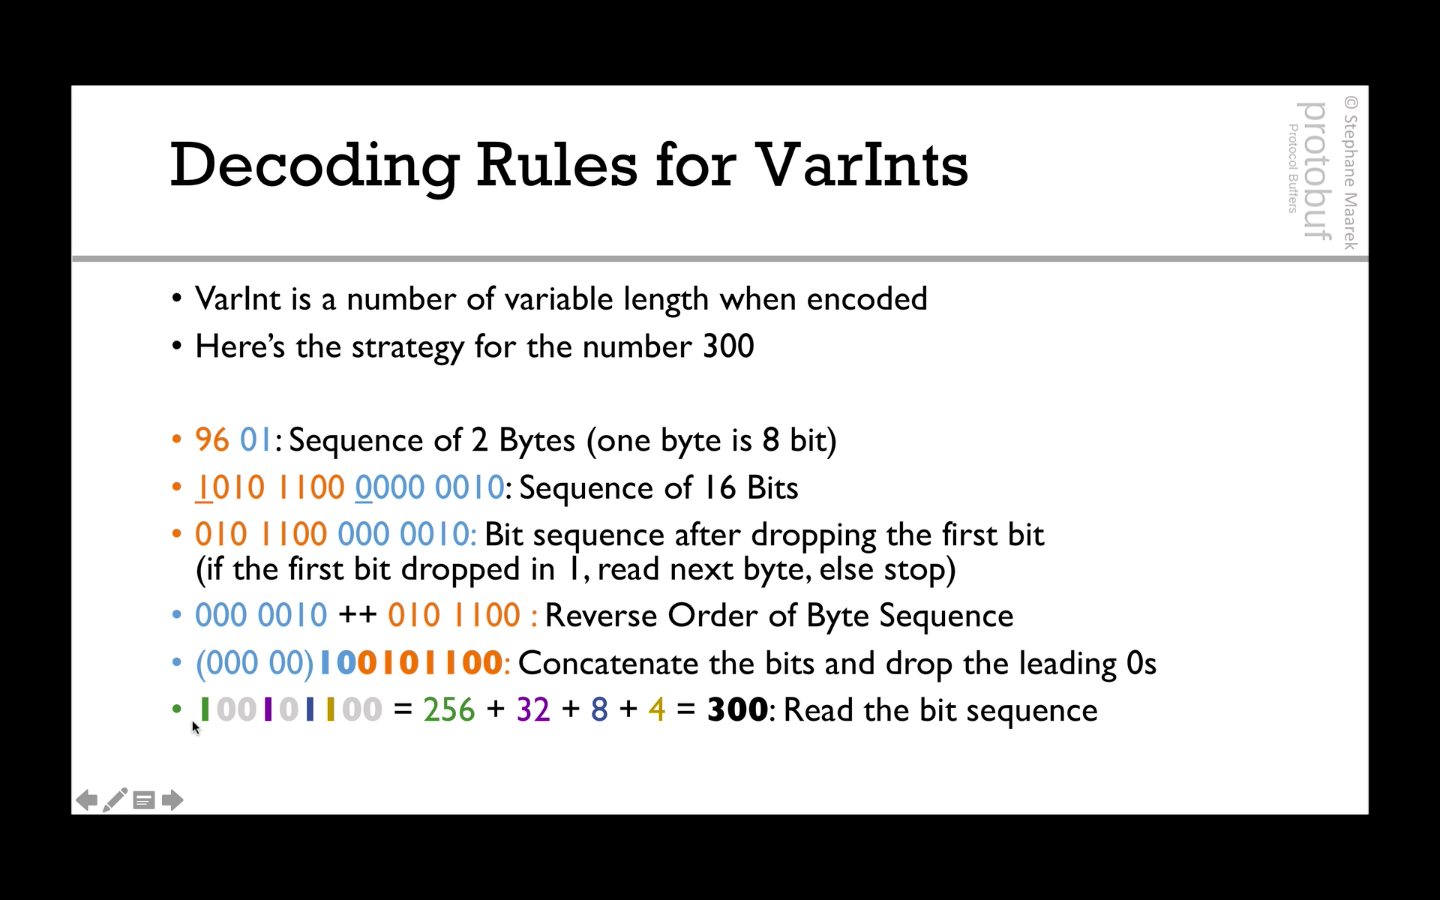 Decoding Rules for VarInts
© Stephane Maarek
protobuf
Protocol Buffers
• VarInt is a number of variable length when encoded
• Here's the strategy for the number 300
• 96 01: Sequence of 2 Bytes (one byte is 8 bit)
• 1010 1100 0000 0010: Sequence of 16 Bits
• 010 1100 000 0010: Bit sequence after dropping the first bit
(if the first bit dropped in 1, read next byte, else stop)
• 000 0010 ++ 010 1100 : Reverse Order of Byte Sequence
• (000 00)100101100: Concatenate the bits and drop the leading 0s
• 100101100 = 256 + 32 + 8 + 4 = 300: Read the bit sequence